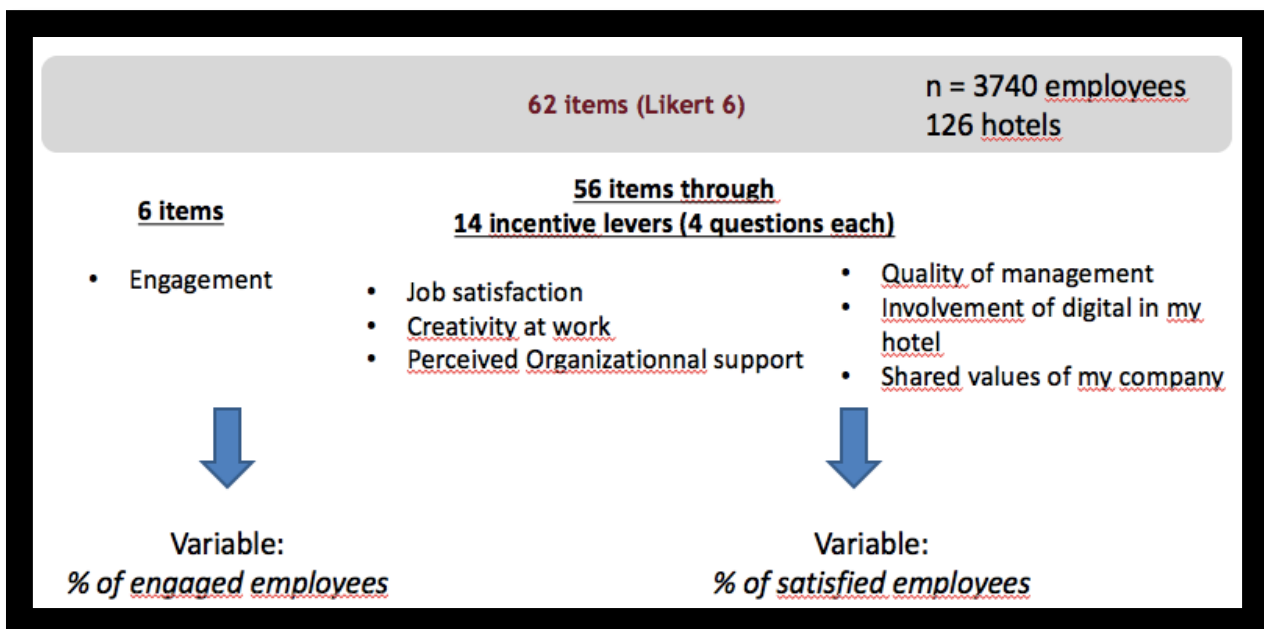 62 items (Likert 6)
n = 3740 employees
126 hotels
6 items
• Engagement
56 items through
14 incentive levers (4 questions each)
• Job satisfaction
• Creativity at work
• Perceived Organizationnal support
• Quality of management
• Involvement of digital in my
hotel
• Shared values of my company
Variable:
% of engaged employees
Variable:
% of satisfied employees